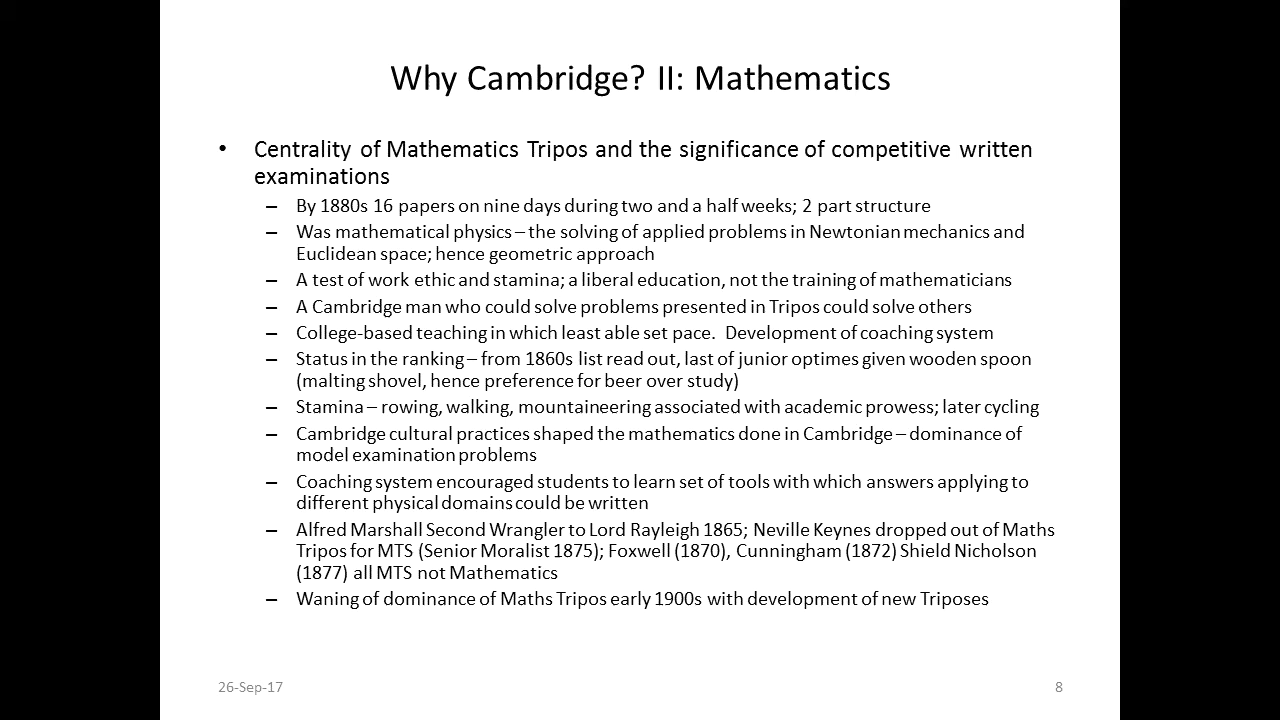 Why Cambridge? II: Mathematics
• Centrality of Mathematics Tripos and the significance of competitive written
examinations
– By 1880s 16 papers on nine days during two and a half weeks; 2 part structure
– Was mathematical physics – the solving of applied problems in Newtonian mechanics and
Euclidean space; hence geometric approach
– A test of work ethic and stamina; a liberal education, not the training of mathematicians
– A Cambridge man who could solve problems presented in Tripos could solve others
– College-based teaching in which least able set pace.  Development of coaching system
– Status in the ranking – from 1860s list read out, last of junior optimes given wooden spoon
(malting shovel, hence preference for beer over study)
– Stamina – rowing, walking, mountaineering associated with academic prowess; later cycling
– Cambridge cultural practices shaped the mathematics done in Cambridge – dominance of
model examination problems
– Coaching system encouraged students to learn set of tools with which answers applying to
different physical domains could be written
– Alfred Marshall Second Wrangler to Lord Rayleigh 1865; Neville Keynes dropped out of Maths
Tripos for MTS (Senior Moralist 1875); Foxwell (1870), Cunningham (1872) Shield Nicholson
(1877) all MTS not Mathematics
– Waning of dominance of Maths Tripos early 1900s with development of new Triposes
26-Sep-17
8